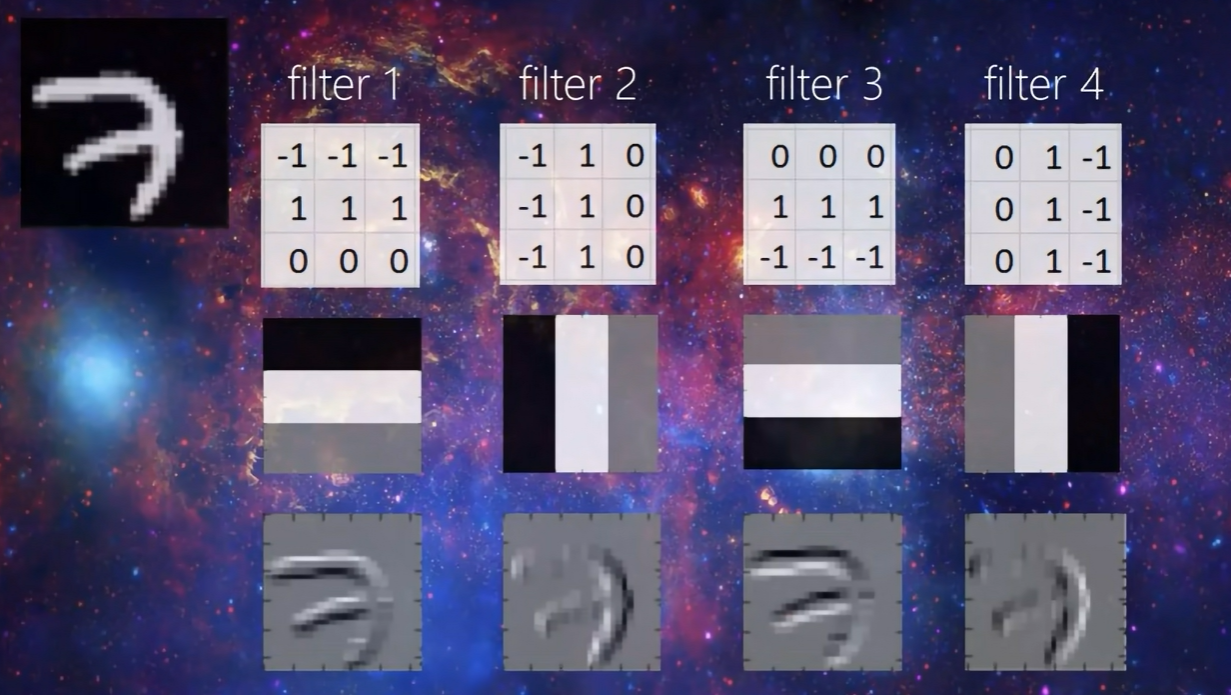 filter 1 filter 2 filter 3 filter 4
-1 -1 -1 -1 1 0 0 0 0 0 1 -1
1 1 1 -1 1 0 1 1 1 0 1 -1
0 0 0 -1 1 0 -1 -1 -1 0 1 -1